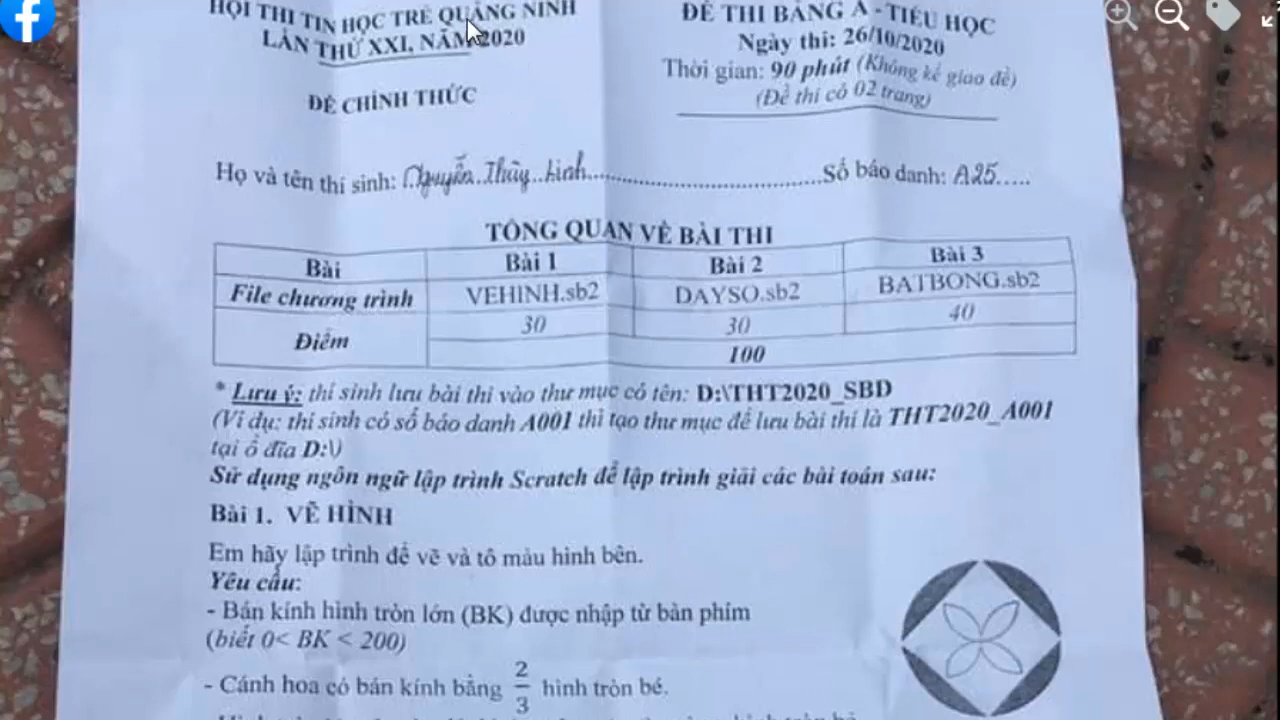 HỘI THI TIN HỌC TRẺ QUẢNG NINH
LẦN THỨ XXI, NĂM 2020
ĐỀ CHÍNH THỨC
ĐỀ THI BẢNG A - TIỂU HỌC
Ngày thi: 26/10/2020
Thời gian: 90 phút (Không kể giao đề)
(Đề thi có 02 trang)
Họ và tên thí sinh: Nguyễn Thùy Linh Số báo danh: A25
TỔNG QUAN VỀ BÀI THI
Bài Bài 1 Bài 2 Bài 3
File chương trình VEHINH.sb2 DAYSO.sb2 BATBONG.sb2
Điểm 30 30 40
100
* Lưu ý: thí sinh lưu bài thi vào thư mục có tên: D:\THT2020_SBD
(Ví dụ: thí sinh có số báo danh A001 thì tạo thư mục để lưu bài thi là THT2020_A001
tại ổ đĩa D:\)
Sử dụng ngôn ngữ lập trình Scratch để lập trình giải các bài toán sau:
Bài 1. VẼ HÌNH
Em hãy lập trình để vẽ và tô màu hình bên.
Yêu cầu:
- Bán kính hình tròn lớn (BK) được nhập từ bàn phím
(biết 0< BK < 200)
- Cánh hoa có bán kính bằng 2/3 hình tròn bé.